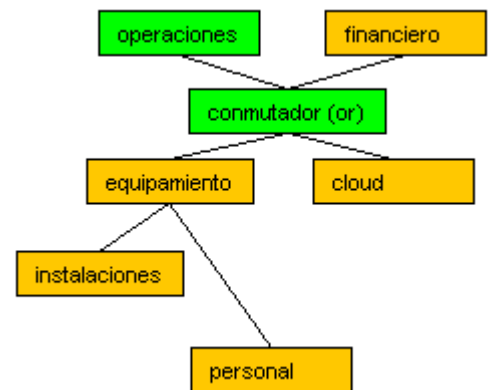 operaciones
financiero
conmutador (or)
equipamiento
cloud
instalaciones
personal